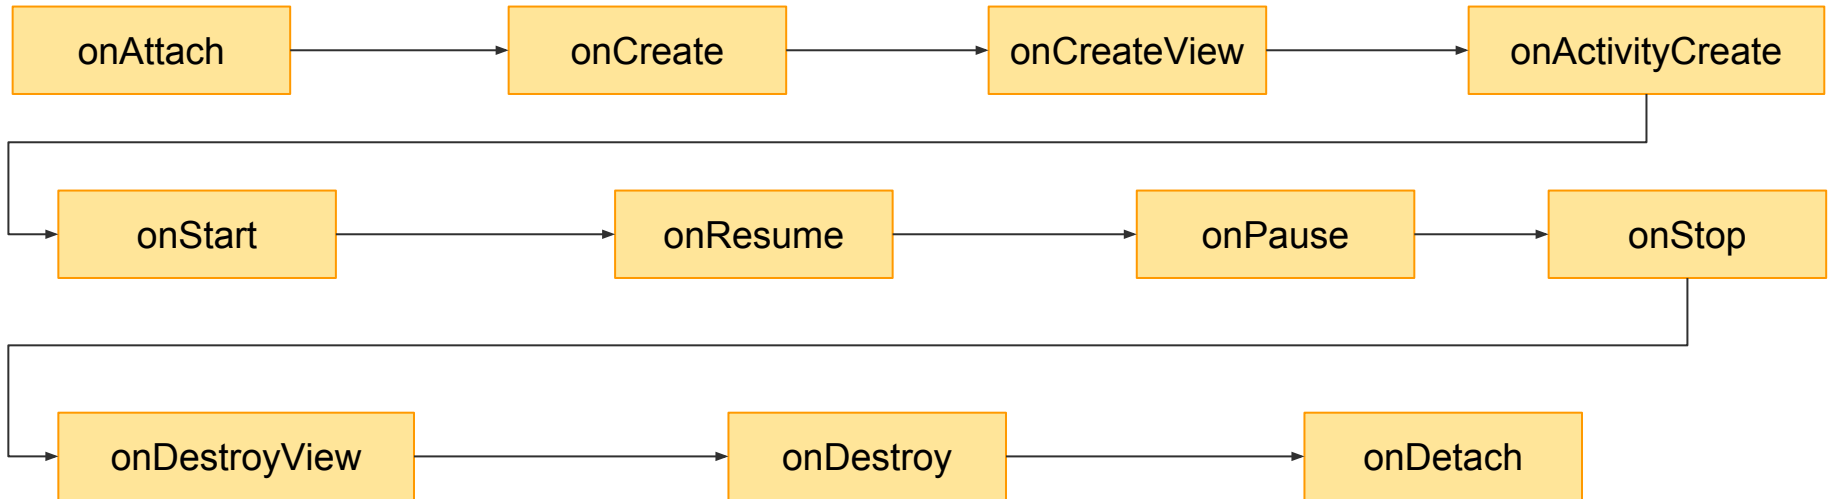 onAttach
onCreate
onCreateView
onActivityCreate
onStart
onResume
onPause
onStop
onDestroyView
onDestroy
onDetach